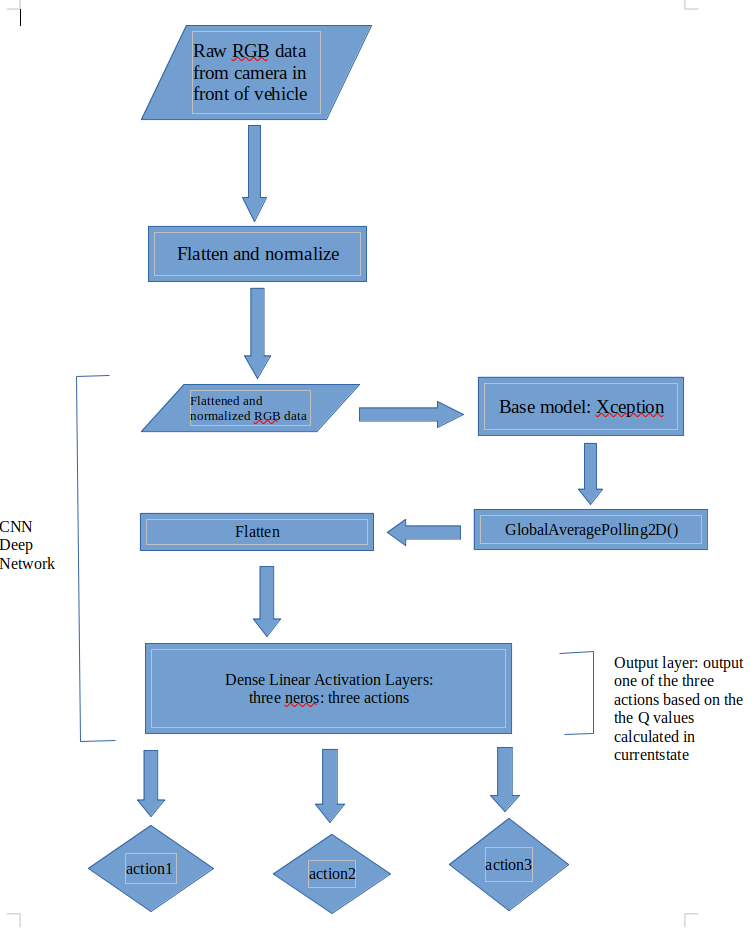 Raw RGB data
from camera in
front of vehicle
Flatten and normalize
Flattened and
normalized RGB data
Base model: Xception
GlobalAveragePolling2D()
Flatten
CNN
Deep
Network
Dense Linear Activation Layers:
three neros: three actions
Output layer: output
one of the three
actions based on the
the Q values
calculated in
currentstate
action1
action2
action3